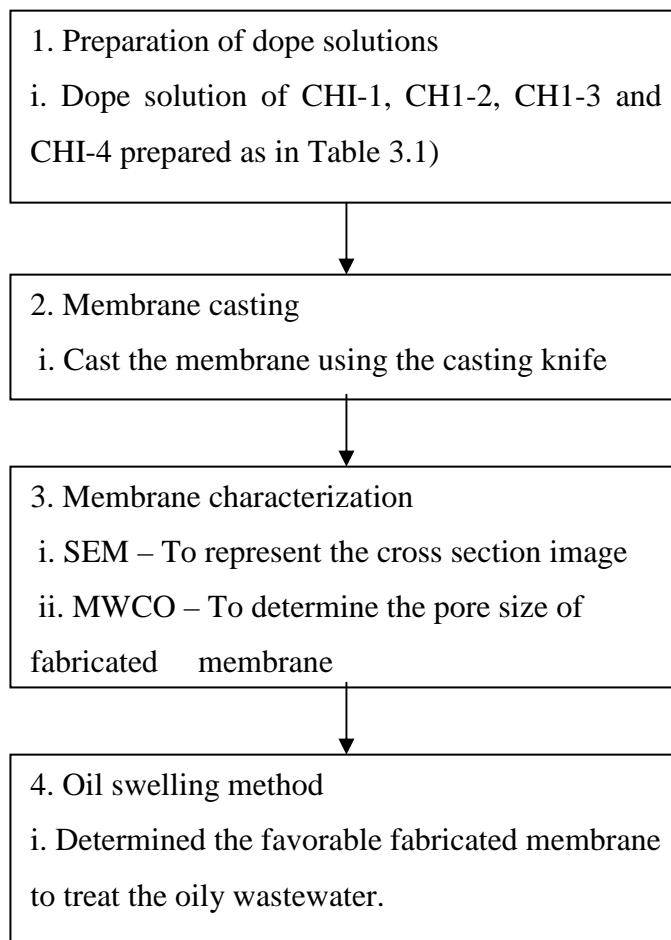 1. Preparation of dope solutions
i. Dope solution of CHI-1, CH1-2, CH1-3 and
CHI-4 prepared as in Table 3.1)
2. Membrane casting
i. Cast the membrane using the casting knife
3. Membrane characterization
i. SEM – To represent the cross section image
ii. MWCO – To determine the pore size of
fabricated membrane
4. Oil swelling method
i. Determined the favorable fabricated membrane
to treat the oily wastewater.